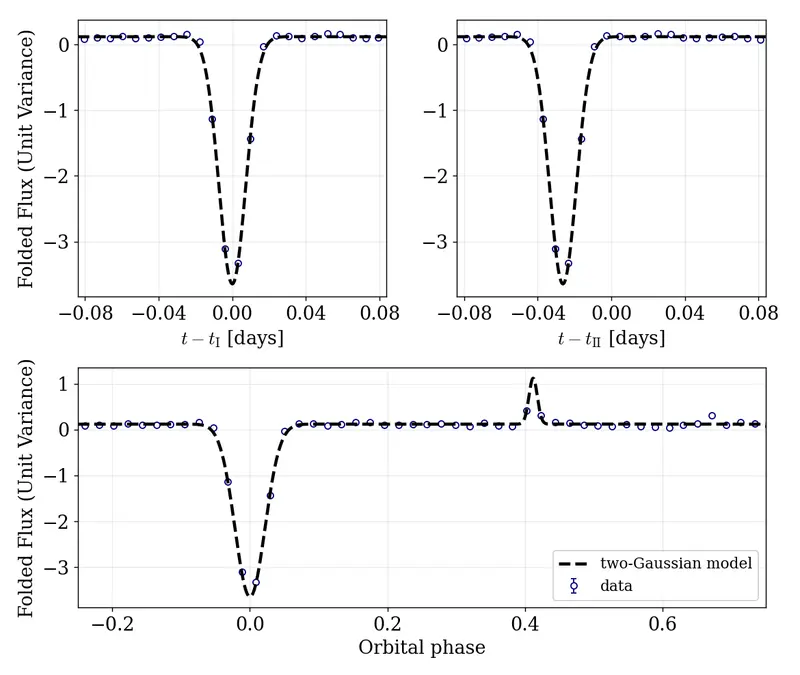 Folded Flux (Unit Variance)
0
−1
−2
−3
−0.08 −0.04 0.00 0.04 0.08
t − t_I [days]
0
−1
−2
−3
−0.08 −0.04 0.00 0.04 0.08
t − t_II [days]
Folded Flux (Unit Variance)
1
0
−1
−2
−3
two-Gaussian model
data
−0.2 0.0 0.2 0.4 0.6
Orbital phase